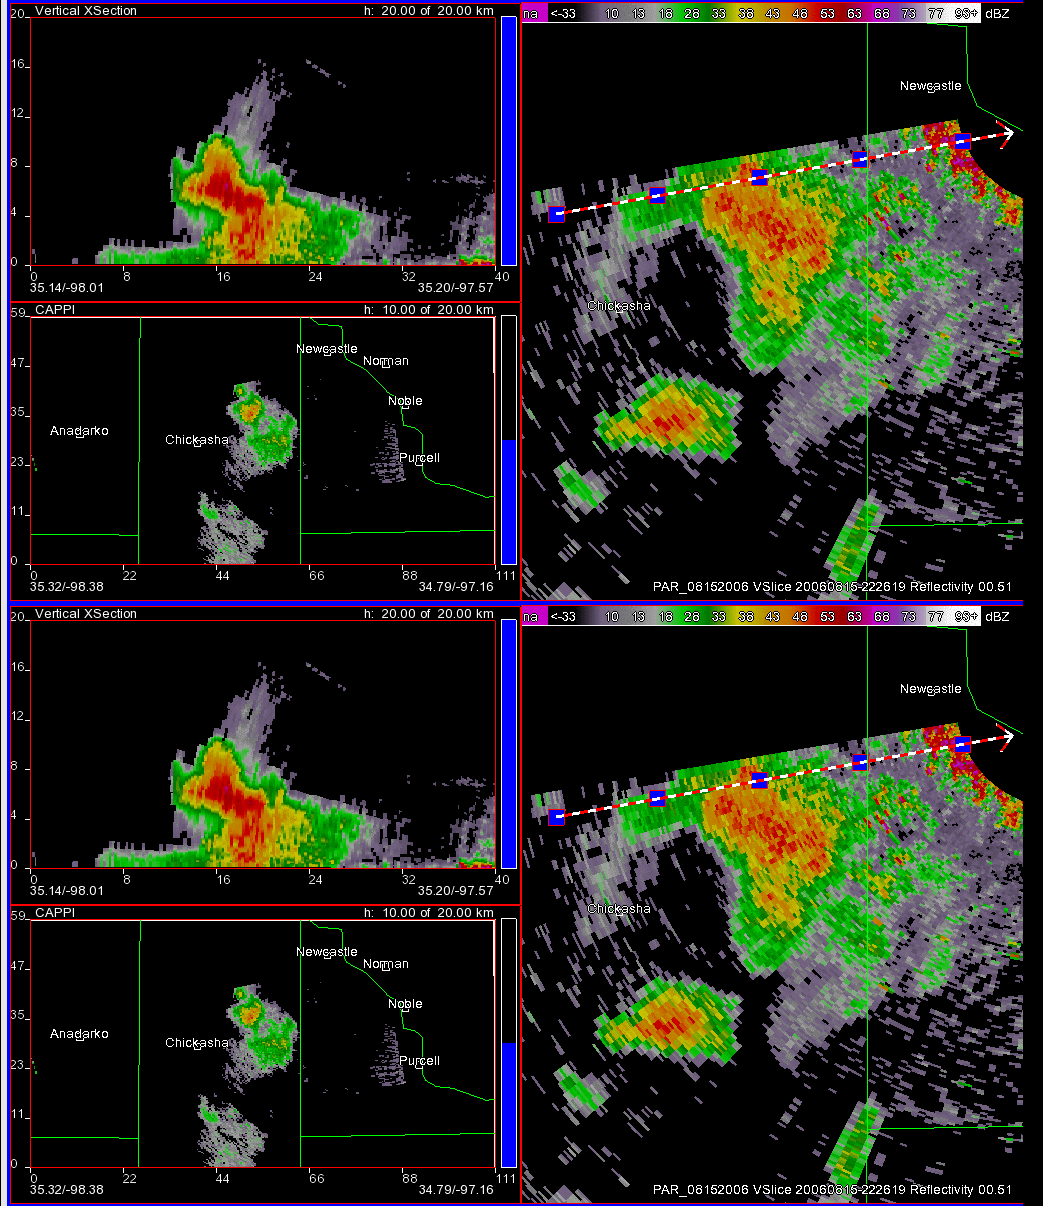 Vertical XSection h: 20.00 of 20.00 km
20
16
12
8
4
0
0 8 16 24 32 40
35.14/-98.01 35.20/-97.57
CAPPI h: 10.00 of 20.00 km
59
47
35
23
11
0
Newcastle
Norman
Noble
Anadarko
Chickasha
Purcell
0 22 44 66 88 111
35.32/-98.38 34.79/-97.16
na <-33 10 13 18 28 33 38 43 48 53 63 68 73 77 93+ dBZ
Newcastle
Chickasha
PAR_08152006 VSlice 20060815-222619 Reflectivity 00.51
Vertical XSection h: 20.00 of 20.00 km
20
16
12
8
4
0
0 8 16 24 32 40
35.14/-98.01 35.20/-97.57
CAPPI h: 10.00 of 20.00 km
59
47
35
23
11
0
Newcastle
Norman
Noble
Anadarko
Chickasha
Purcell
0 22 44 66 88 111
35.32/-98.38 34.79/-97.16
na <-33 10 13 18 28 33 38 43 48 53 63 68 73 77 93+ dBZ
Newcastle
Chickasha
PAR_08152006 VSlice 20060815-222619 Reflectivity 00.51